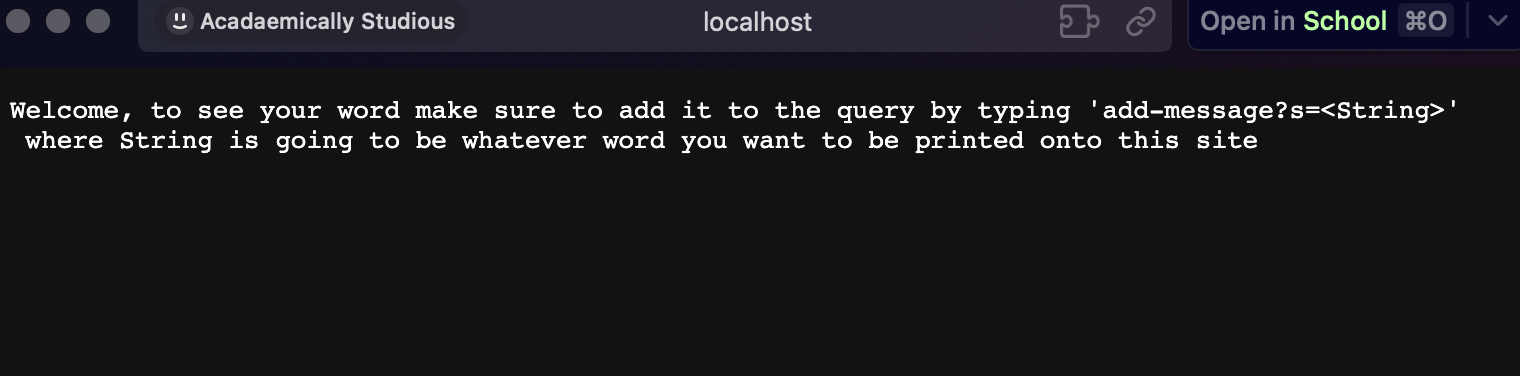 Acadaemically Studious
localhost
Open in School ⌘O
Welcome, to see your word make sure to add it to the query by typing 'add-message?s=<String>'
where String is going to be whatever word you want to be printed onto this site